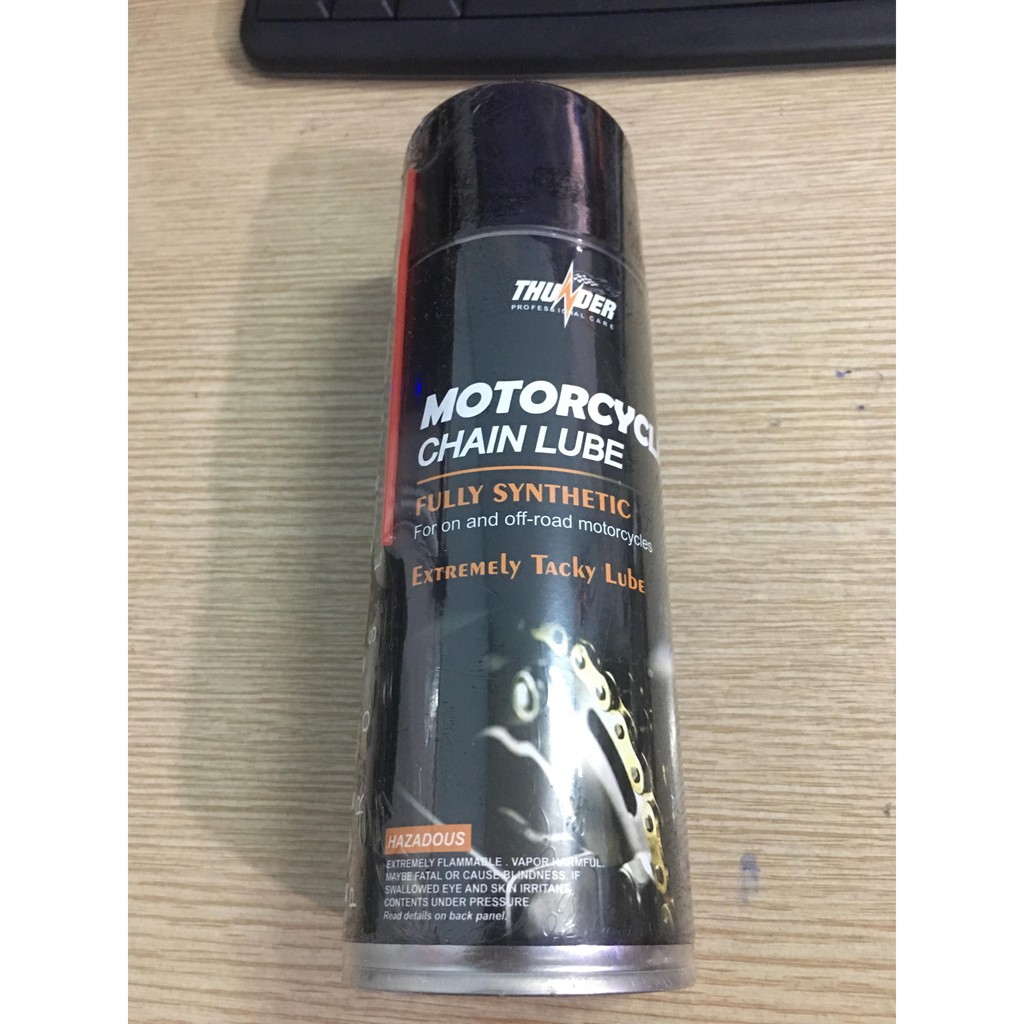 THUNDER
PROFESSIONAL CARE
MOTORCYCL
CHAIN LUBE
FULLY SYNTHETIC
For on and off-road motorcycles
EXTREMELY TACKY LUBE
HAZADOUS
EXTREMELY FLAMMABLE . VAPOR HARMFUL.
MAYBE FATAL OR CAUSE BLINDNESS. IF
SWALLOWED EYE AND SKIN IRRITANT
CONTENTS UNDER PRESSURE
Read details on back panel.